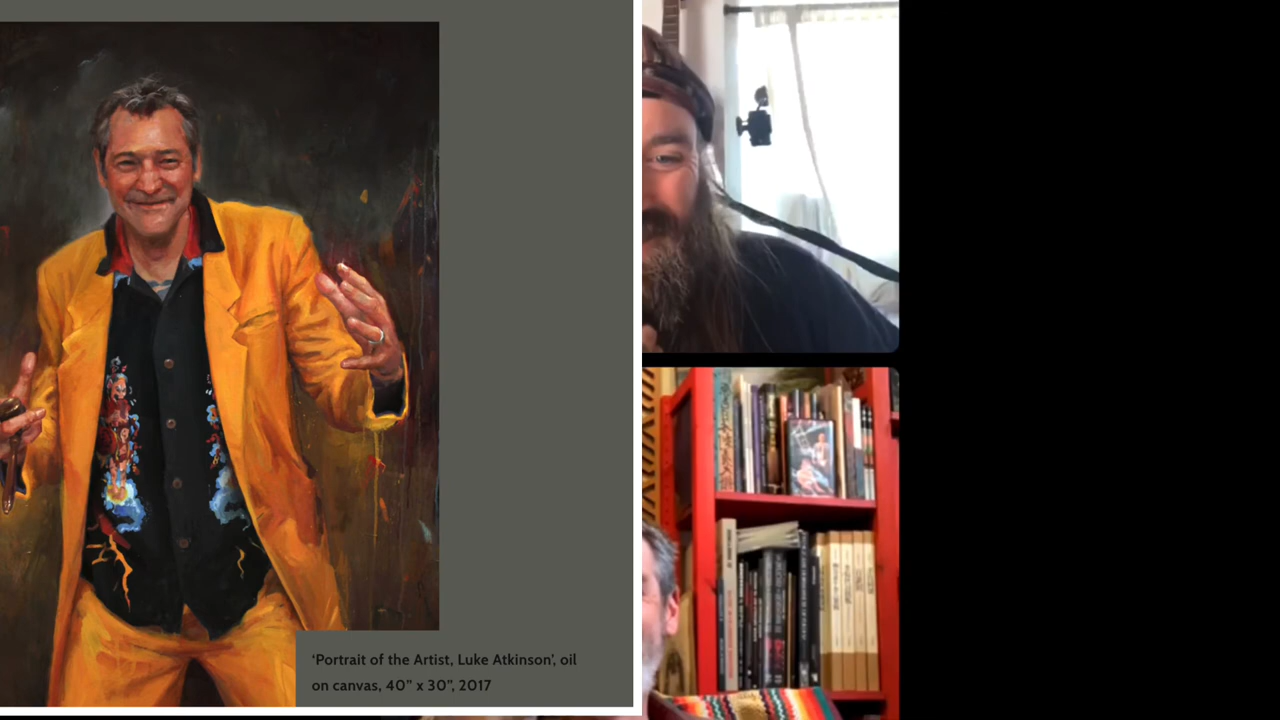 ‘Portrait of the Artist, Luke Atkinson’, oil
on canvas, 40” x 30”, 2017